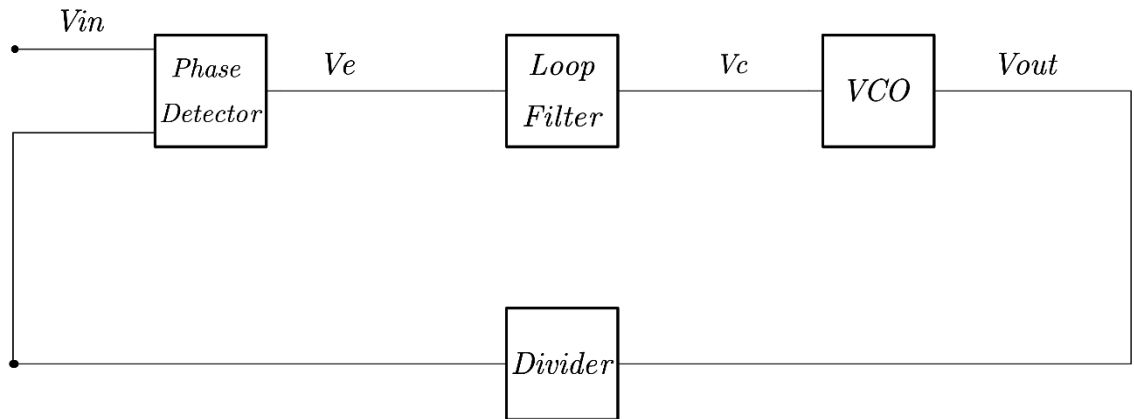 Vin
Phase
Detector
Ve
Loop
Filter
Vc
VCO
Vout
Divider